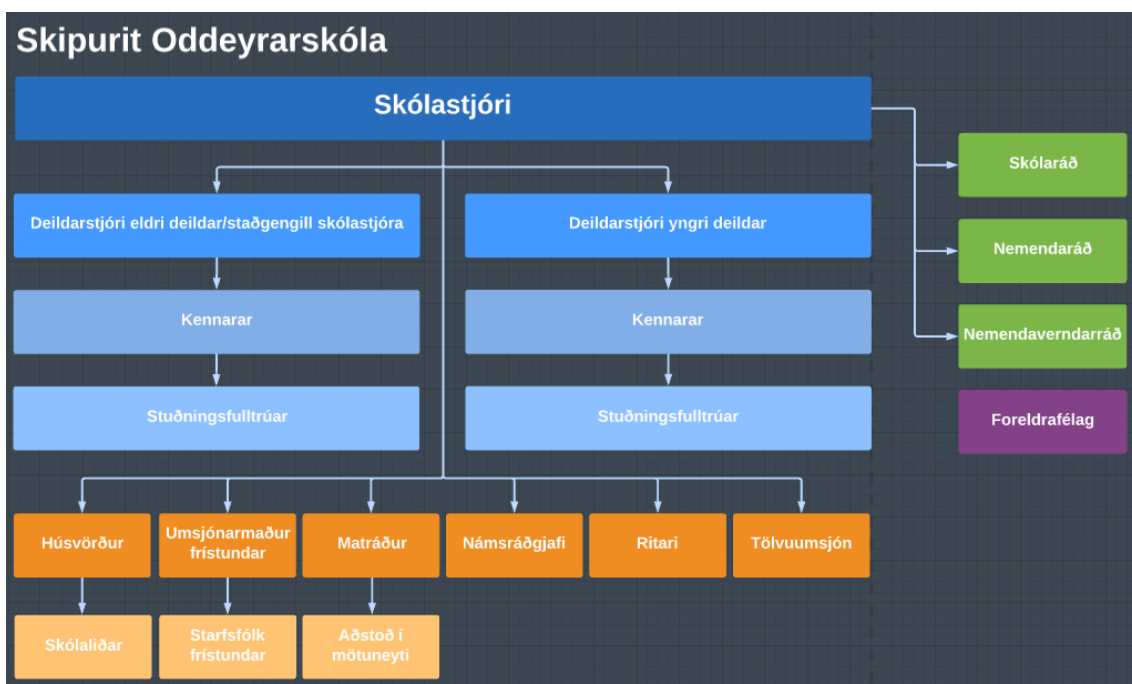 Skipurit Oddeyrarskóla
Skólastjóri
Deildarstjóri eldri deildar/staðgengill skólastjóra
Deildarstjóri yngri deildar
Kennarar
Kennarar
Stuðningsfulltrúar
Stuðningsfulltrúar
Skólaráð
Nemendaráð
Nemendaverndarráð
Foreldrafélag
Húsvörður
Umsjónarmaður
frístundar
Matráður
Námsráðgjafi
Ritari
Tölvuumsjón
Skólaliðar
Starfsfólk
frístundar
Aðstoð í
mötuneyti